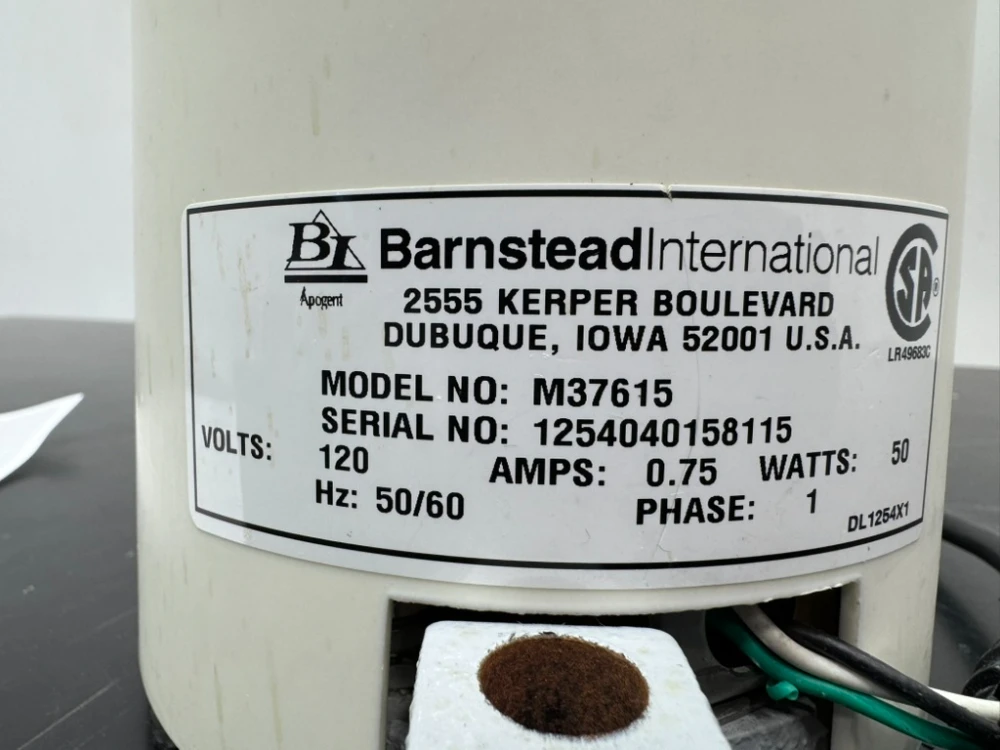 BI BarnsteadInternational
Apogent
2555 KERPER BOULEVARD
DUBUQUE, IOWA 52001 U.S.A.
SA ®
LR49683C
MODEL NO: M37615
SERIAL NO: 1254040158115
VOLTS: 120 AMPS: 0.75 WATTS: 50
Hz: 50/60 PHASE: 1
DL1254X1